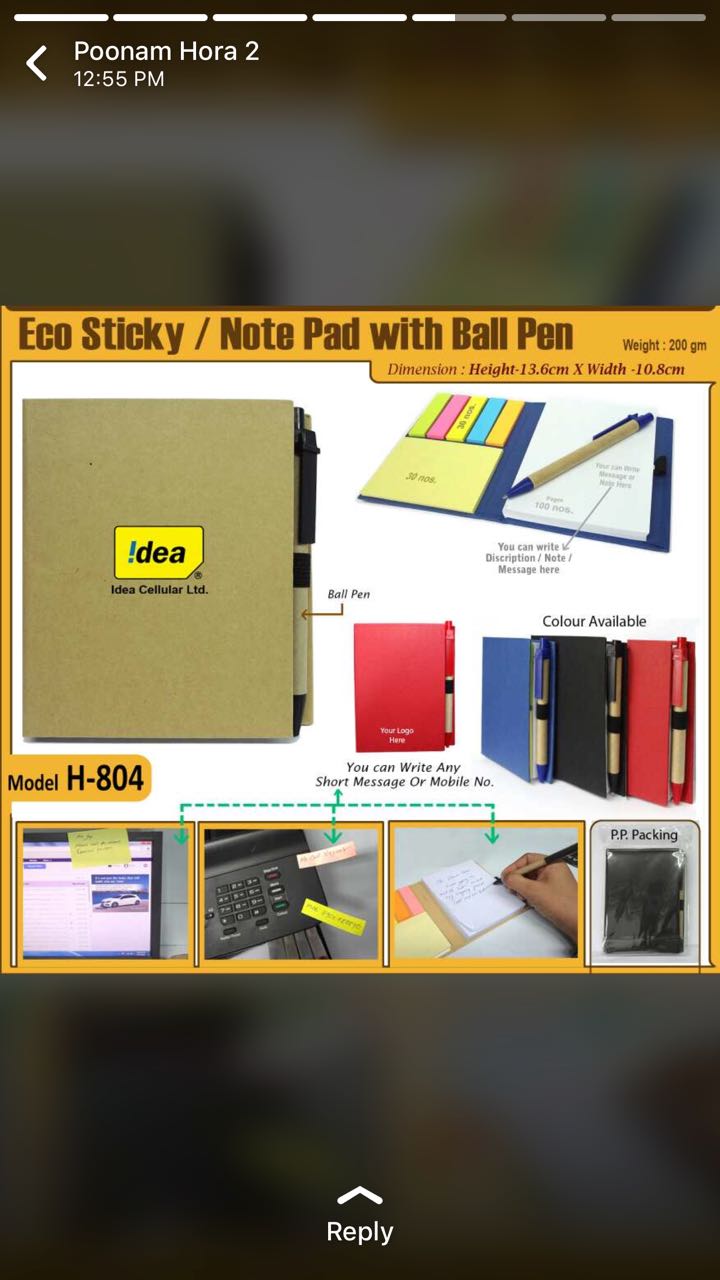 Poonam Hora 2
12:55 PM
Eco Sticky / Note Pad with Ball Pen
Weight : 200 gm
Dimension : Height-13.6cm X Width -10.8cm
!dea
®
Idea Cellular Ltd.
Ball Pen
30 nos.
30 nos.
Your can Write
Message or
Note Here
Pages
100 nos.
You can write
Discription / Note /
Message here
Colour Available
Your Logo
Here
You can Write Any
Short Message Or Mobile No.
Model H-804
P.P. Packing
Reply